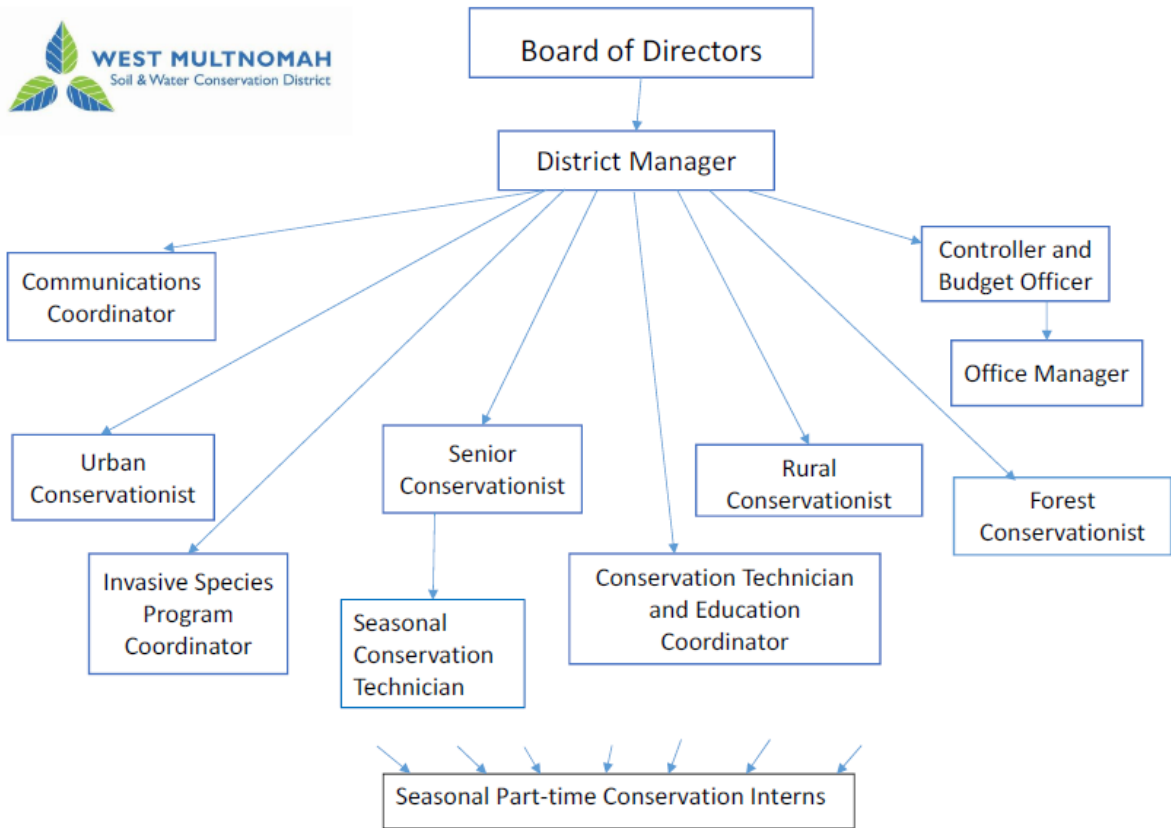 WEST MULTNOMAH
Soil & Water Conservation District
Board of Directors
District Manager
Communications
Coordinator
Controller and
Budget Officer
Office Manager
Urban
Conservationist
Senior
Conservationist
Rural
Conservationist
Forest
Conservationist
Invasive Species
Program
Coordinator
Seasonal
Conservation
Technician
Conservation Technician
and Education
Coordinator
Seasonal Part-time Conservation Interns